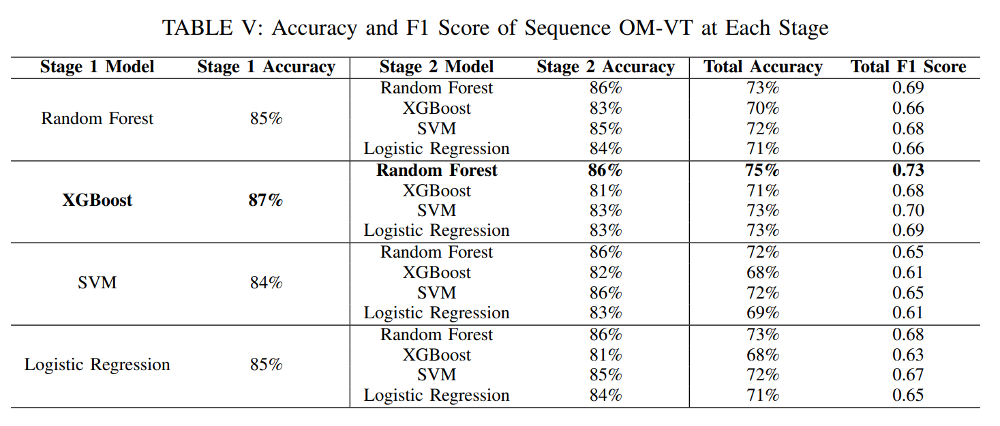 TABLE V: Accuracy and F1 Score of Sequence OM-VT at Each Stage
Stage 1 Model Stage 1 Accuracy Stage 2 Model Stage 2 Accuracy Total Accuracy Total F1 Score
Random Forest 85% Random Forest 86% 73% 0.69
XGBoost 83% 70% 0.66
SVM 85% 72% 0.68
Logistic Regression 84% 71% 0.66
XGBoost 87% Random Forest 86% 75% 0.73
XGBoost 81% 71% 0.68
SVM 83% 73% 0.70
Logistic Regression 83% 73% 0.69
SVM 84% Random Forest 86% 72% 0.65
XGBoost 82% 68% 0.61
SVM 86% 72% 0.65
Logistic Regression 83% 69% 0.61
Logistic Regression 85% Random Forest 86% 73% 0.68
XGBoost 81% 68% 0.63
SVM 85% 72% 0.67
Logistic Regression 84% 71% 0.65